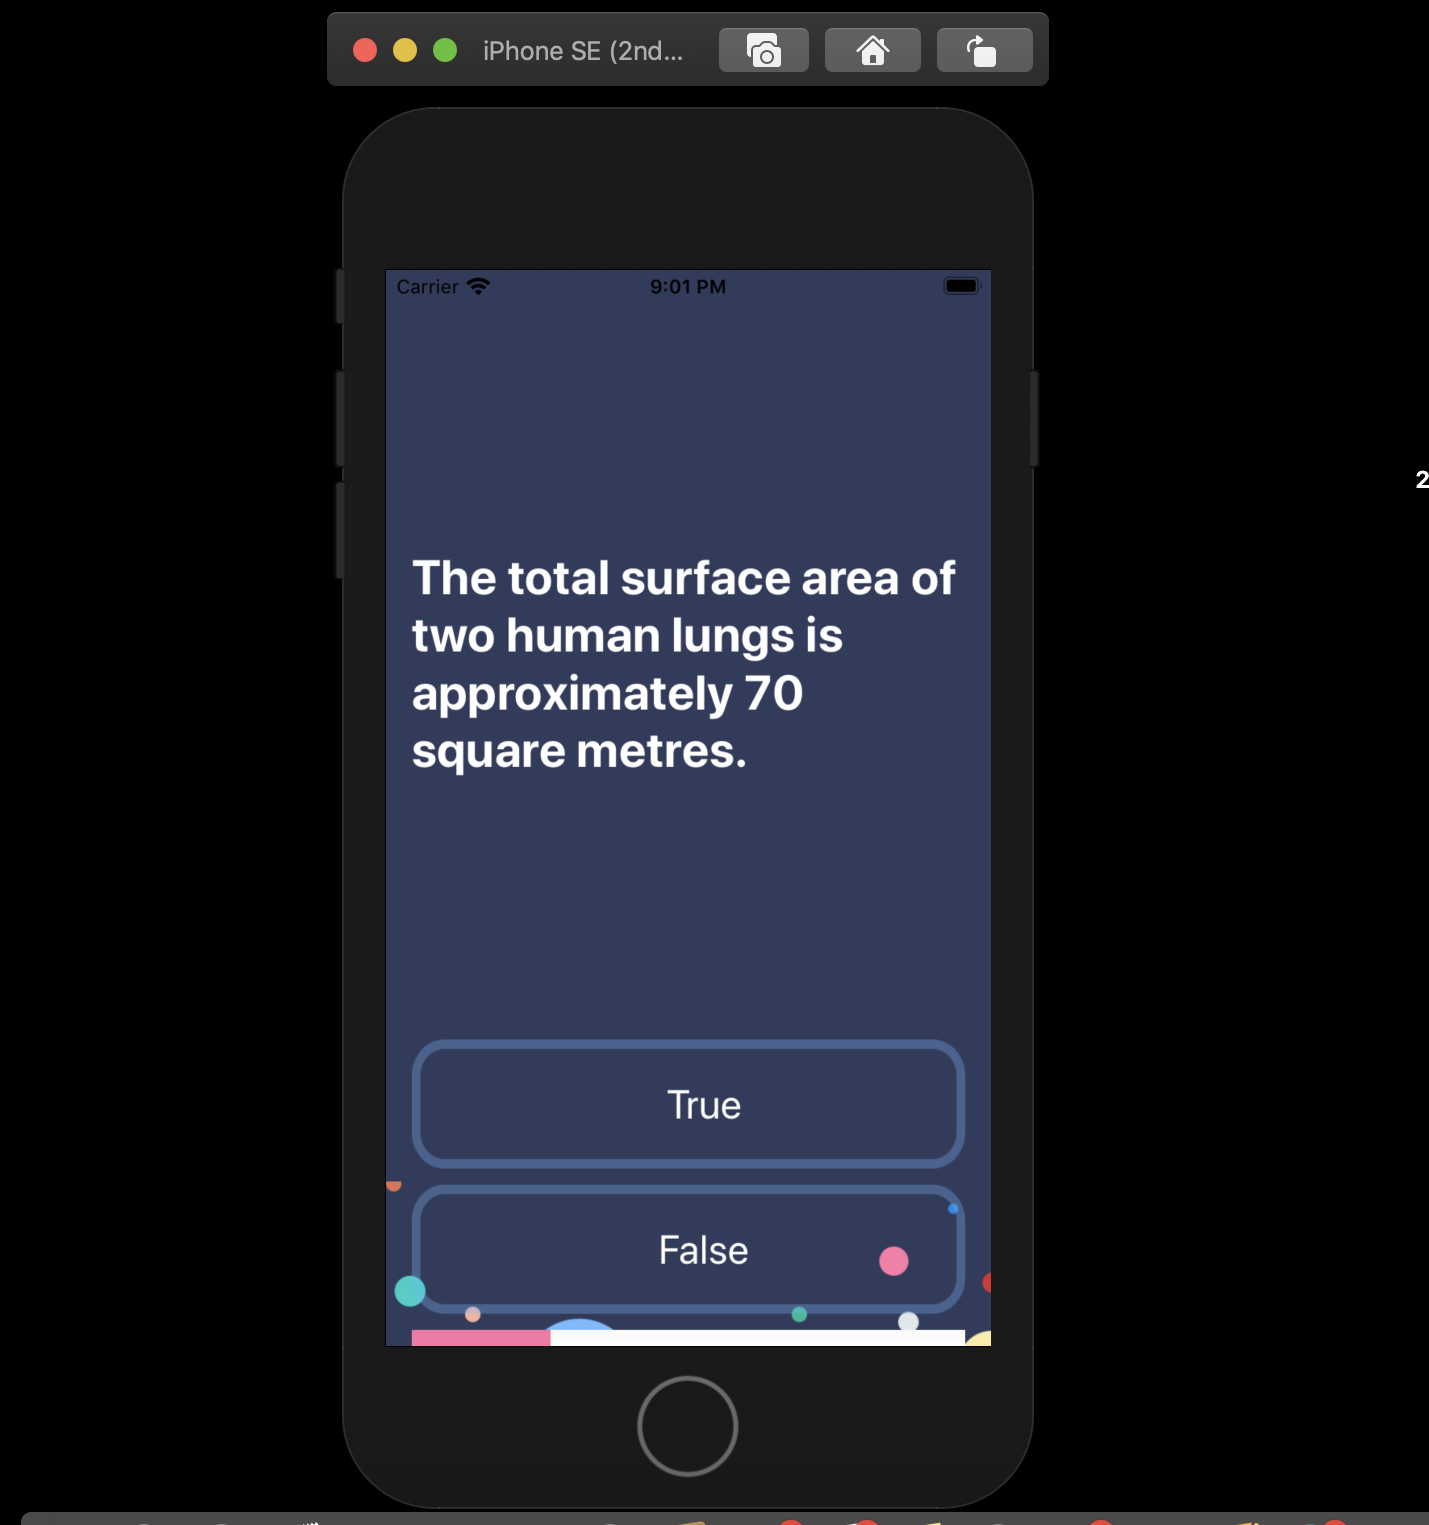 iPhone SE (2nd...
Carrier
9:01 PM
2
The total surface area of
two human lungs is
approximately 70
square metres.
True
False